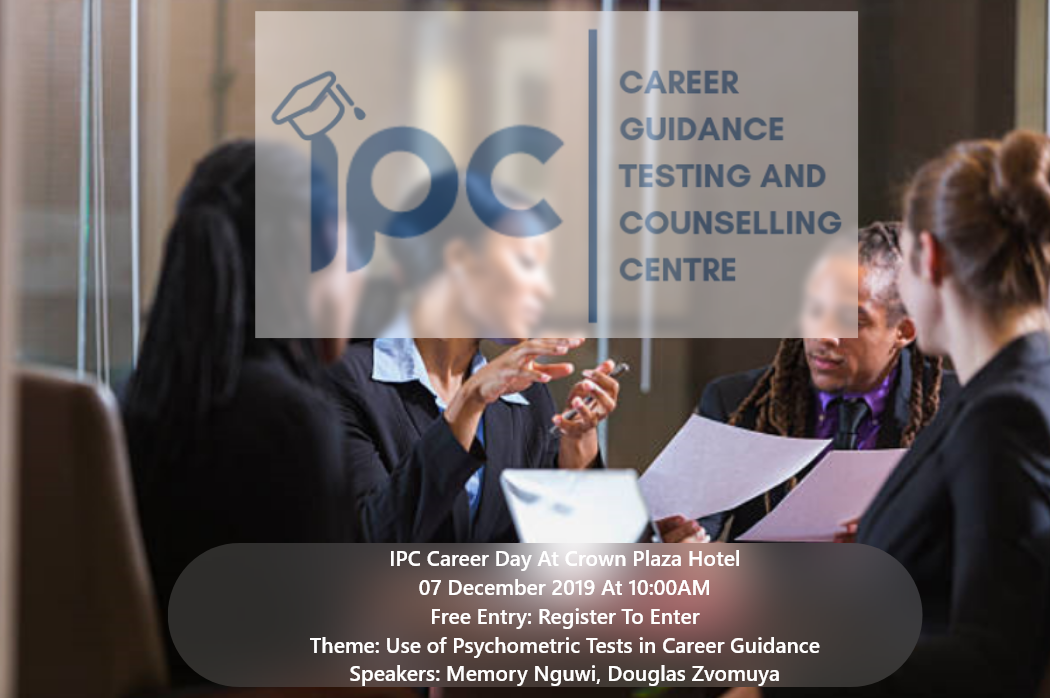 ipc
CAREER
GUIDANCE
TESTING AND
COUNSELLING
CENTRE
IPC Career Day At Crown Plaza Hotel
07 December 2019 At 10:00AM
Free Entry: Register To Enter
Theme: Use of Psychometric Tests in Career Guidance
Speakers: Memory Nguwi, Douglas Zvomuya